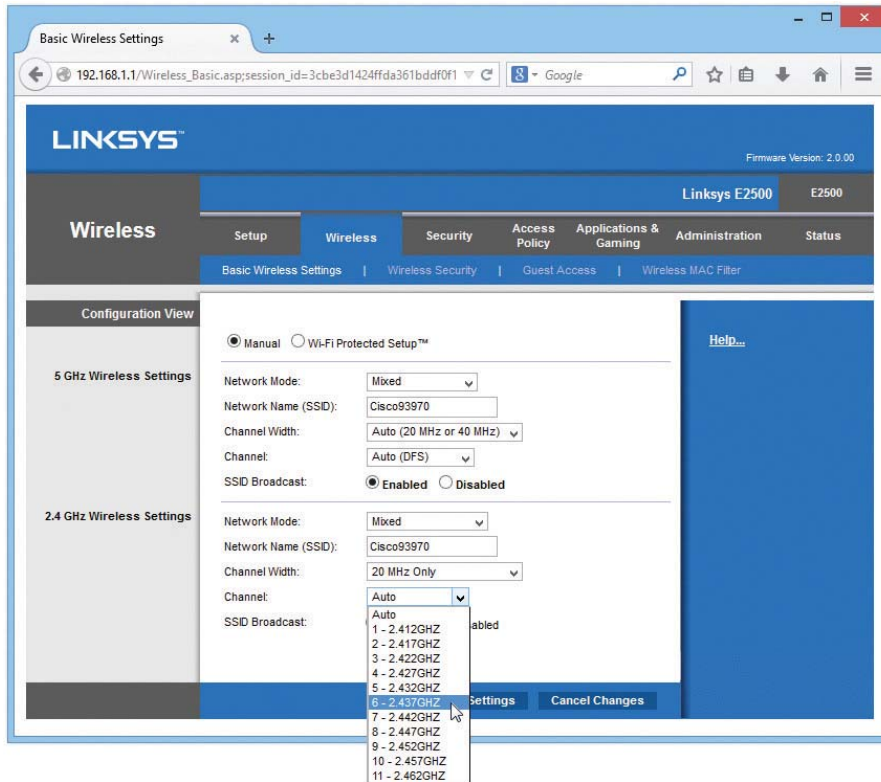 Basic Wireless Settings
192.168.1.1/Wireless_Basic.asp;session_id=3cbe3d1424ffda361bddf0f1
Google
LINKSYS™
Firmware Version: 2.0.00
Linksys E2500 E2500
Wireless
Setup Wireless Security Access Policy Applications & Gaming Administration Status
Basic Wireless Settings | Wireless Security | Guest Access | Wireless MAC Filter
Configuration View
Manual Wi-Fi Protected Setup™
Help...
5 GHz Wireless Settings
Network Mode: Mixed
Network Name (SSID): Cisco93970
Channel Width: Auto (20 MHz or 40 MHz)
Channel: Auto (DFS)
SSID Broadcast: Enabled Disabled
2.4 GHz Wireless Settings
Network Mode: Mixed
Network Name (SSID): Cisco93970
Channel Width: 20 MHz Only
Channel: Auto
SSID Broadcast: abled
Auto
1 - 2.412GHZ
2 - 2.417GHZ
3 - 2.422GHZ
4 - 2.427GHZ
5 - 2.432GHZ
6 - 2.437GHZ
7 - 2.442GHZ
8 - 2.447GHZ
9 - 2.452GHZ
10 - 2.457GHZ
11 - 2.462GHZ
Settings Cancel Changes